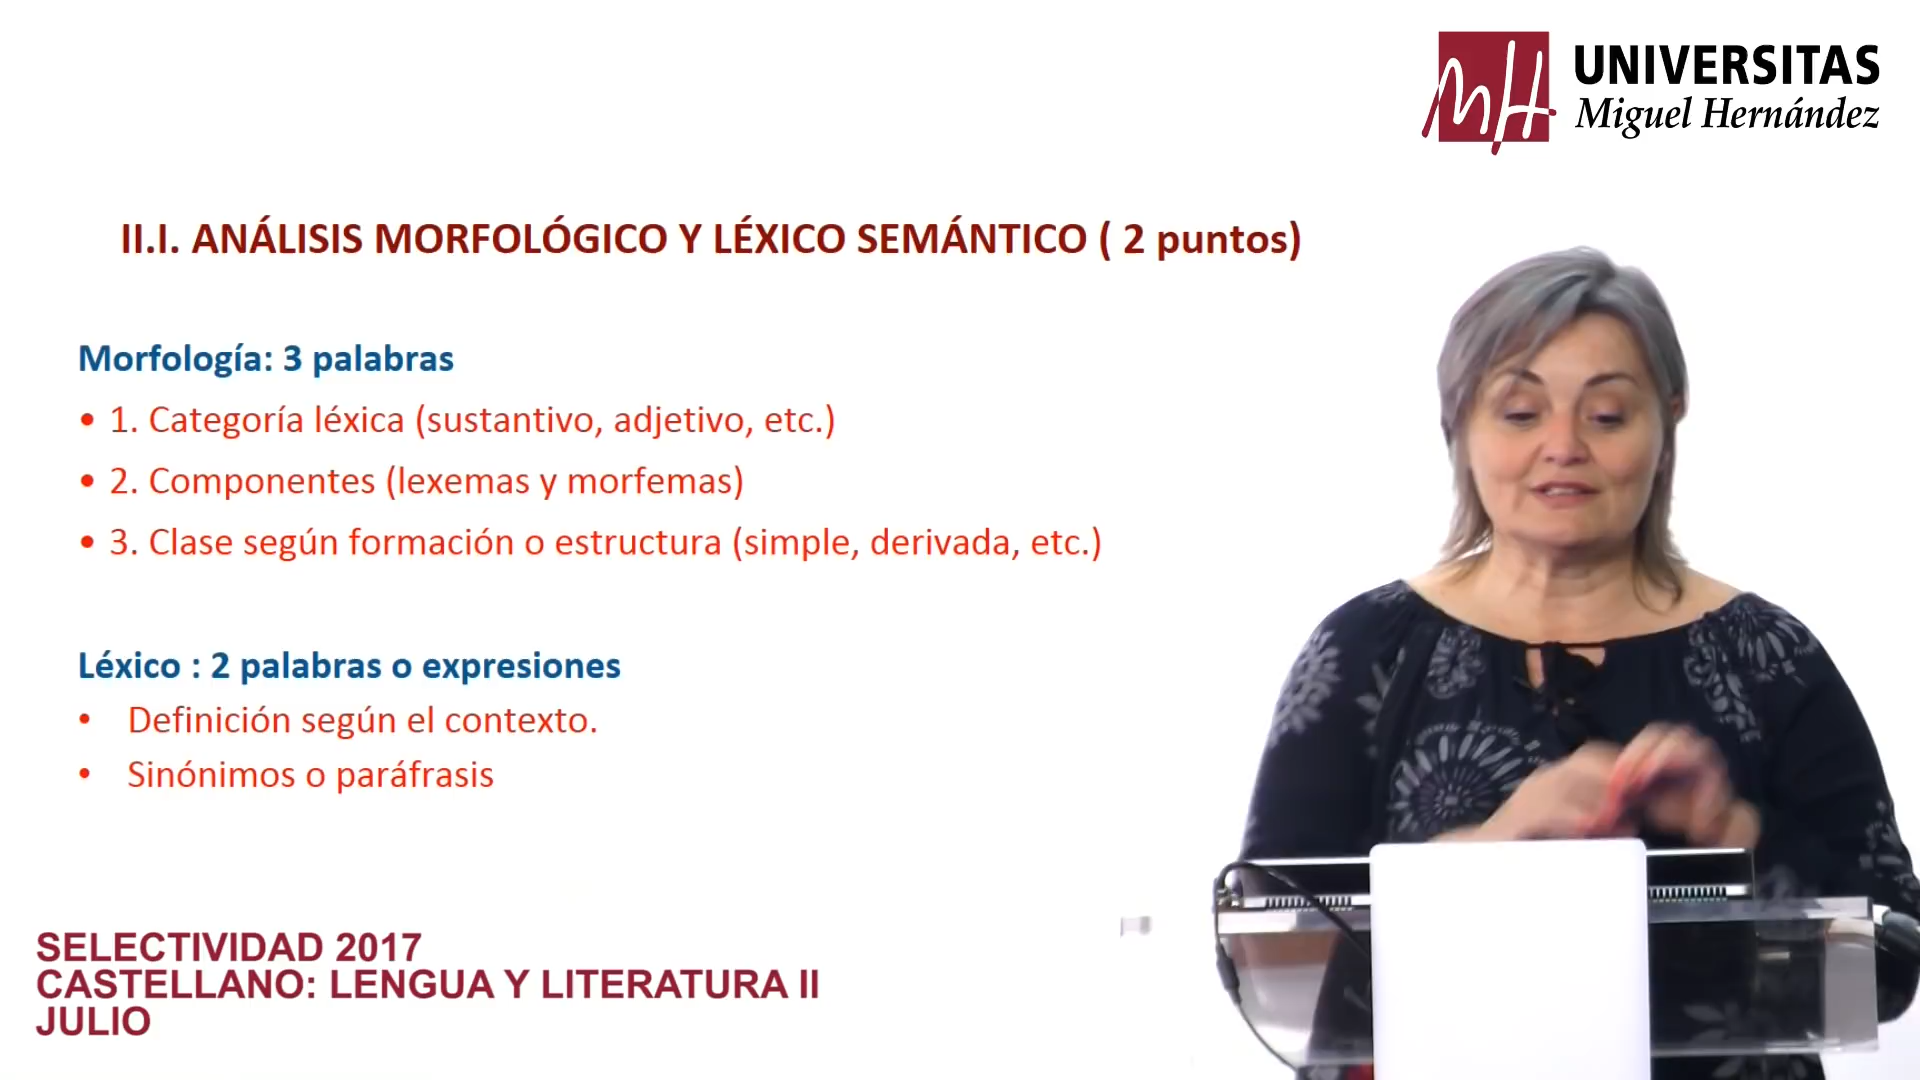 UNIVERSITAS
Miguel Hernández
II.I. ANÁLISIS MORFOLÓGICO Y LÉXICO SEMÁNTICO ( 2 puntos)
Morfología: 3 palabras
• 1. Categoría léxica (sustantivo, adjetivo, etc.)
• 2. Componentes (lexemas y morfemas)
• 3. Clase según formación o estructura (simple, derivada, etc.)
Léxico : 2 palabras o expresiones
• Definición según el contexto.
• Sinónimos o paráfrasis
SELECTIVIDAD 2017
CASTELLANO: LENGUA Y LITERATURA II
JULIO